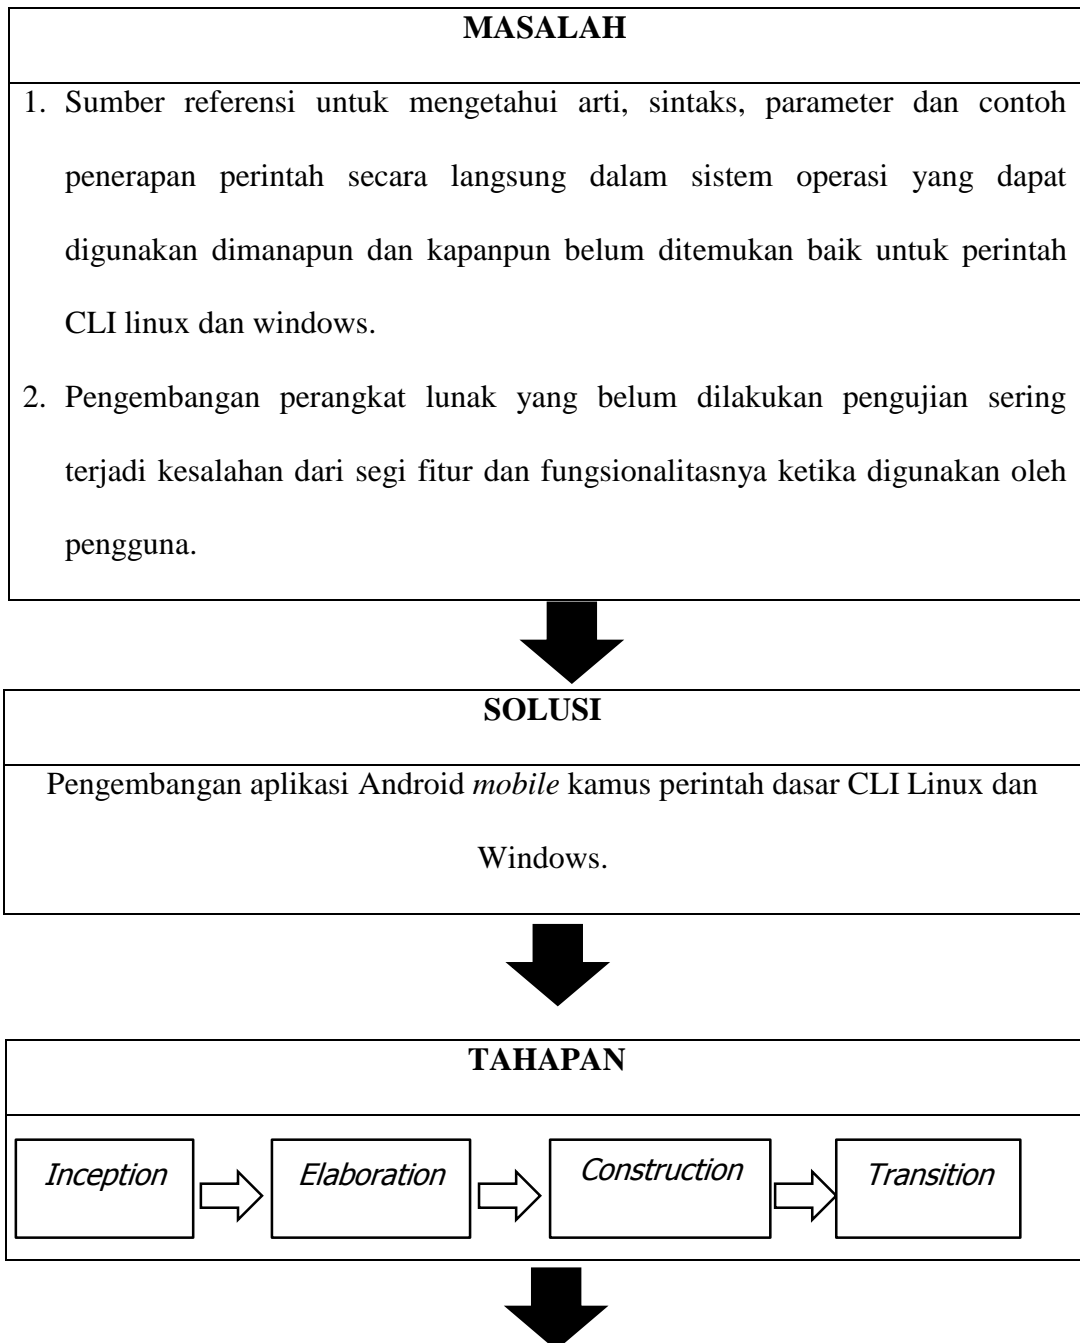 MASALAH
1. Sumber referensi untuk mengetahui arti, sintaks, parameter dan contoh
penerapan perintah secara langsung dalam sistem operasi yang dapat
digunakan dimanapun dan kapanpun belum ditemukan baik untuk perintah
CLI linux dan windows.
2. Pengembangan perangkat lunak yang belum dilakukan pengujian sering
terjadi kesalahan dari segi fitur dan fungsionalitasnya ketika digunakan oleh
pengguna.
SOLUSI
Pengembangan aplikasi Android mobile kamus perintah dasar CLI Linux dan
Windows.
TAHAPAN
Inception Elaboration Construction Transition